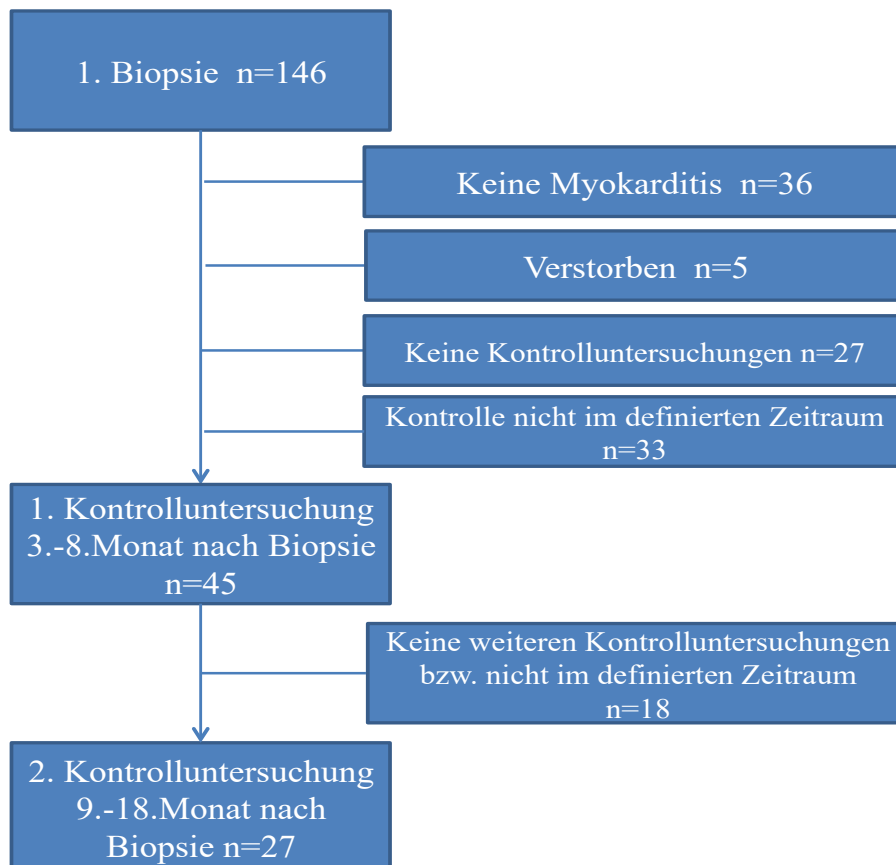 1. Biopsie  n=146
Keine Myokarditis  n=36
Verstorben  n=5
Keine Kontrolluntersuchungen n=27
Kontrolle nicht im definierten Zeitraum
n=33
1. Kontrolluntersuchung
3.-8.Monat nach Biopsie
n=45
Keine weiteren Kontrolluntersuchungen
bzw. nicht im definierten Zeitraum
n=18
2. Kontrolluntersuchung
9.-18.Monat nach
Biopsie n=27